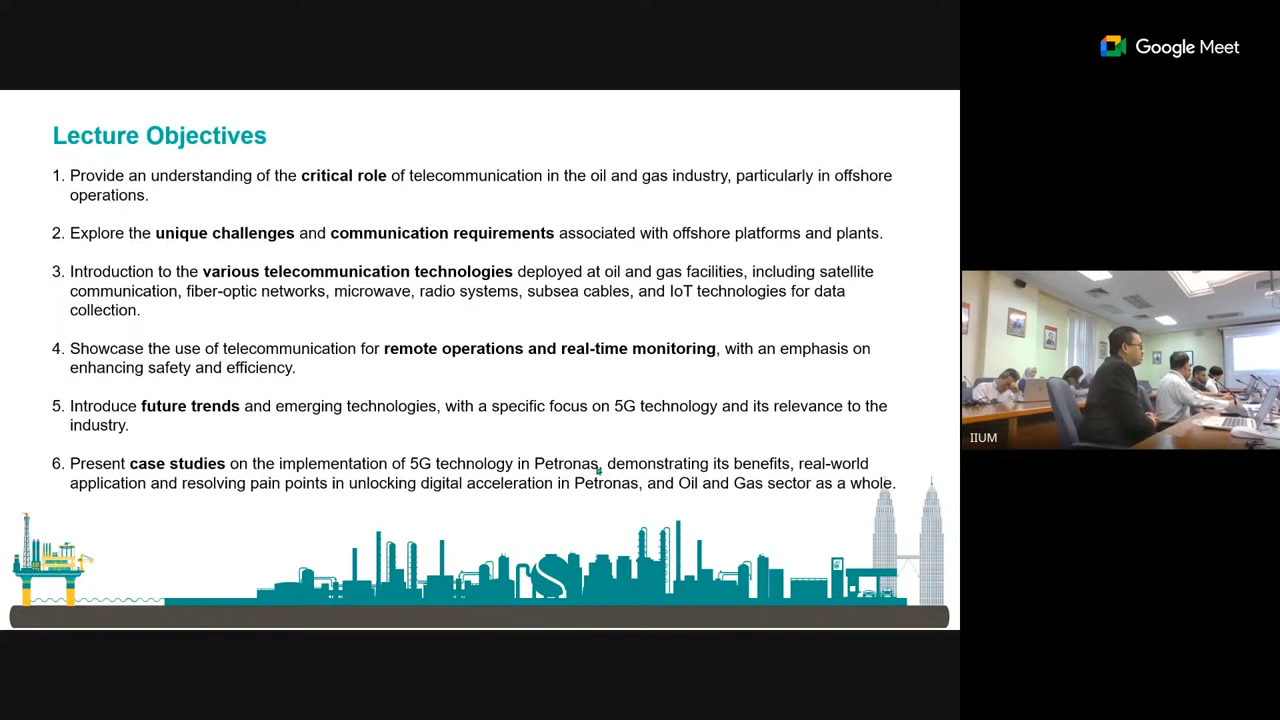 Google Meet
Lecture Objectives
1. Provide an understanding of the critical role of telecommunication in the oil and gas industry, particularly in offshore
operations.
2. Explore the unique challenges and communication requirements associated with offshore platforms and plants.
3. Introduction to the various telecommunication technologies deployed at oil and gas facilities, including satellite
communication, fiber-optic networks, microwave, radio systems, subsea cables, and IoT technologies for data
collection.
4. Showcase the use of telecommunication for remote operations and real-time monitoring, with an emphasis on
enhancing safety and efficiency.
5. Introduce future trends and emerging technologies, with a specific focus on 5G technology and its relevance to the
industry.
6. Present case studies on the implementation of 5G technology in Petronas, demonstrating its benefits, real-world
application and resolving pain points in unlocking digital acceleration in Petronas, and Oil and Gas sector as a whole.
IIUM